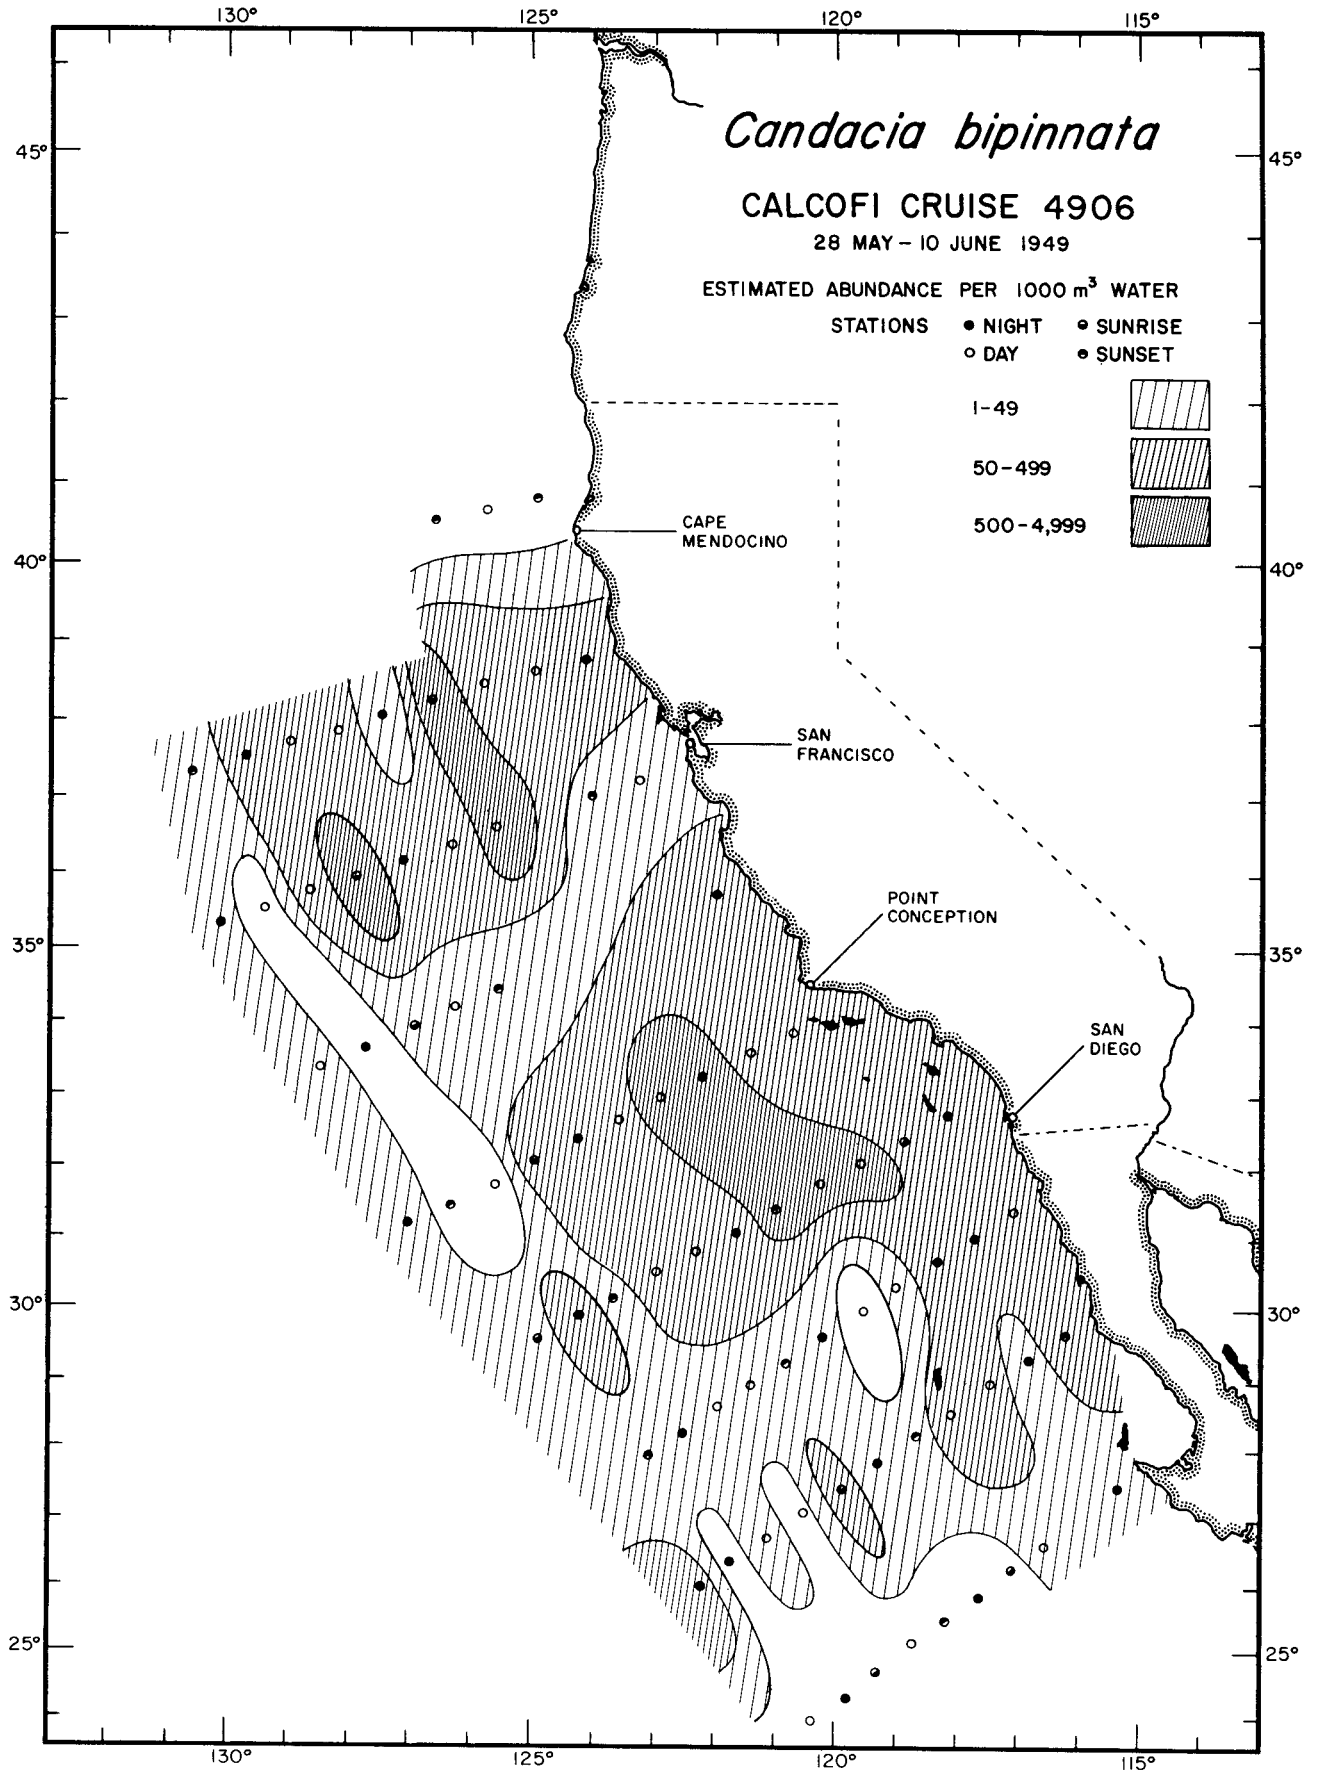 130°
125°
120°
115°
Candacia bipinnata
45°
45°
CALCOFI CRUISE 4906
28 MAY – 10 JUNE 1949
ESTIMATED ABUNDANCE PER 1000 m³ WATER
STATIONS ● NIGHT SUNRISE
○ DAY SUNSET
1–49
50–499
500–4,999
CAPE
MENDOCINO
40°
40°
SAN
FRANCISCO
POINT
CONCEPTION
35°
35°
SAN
DIEGO
30°
30°
25°
25°
130°
125°
120°
115°